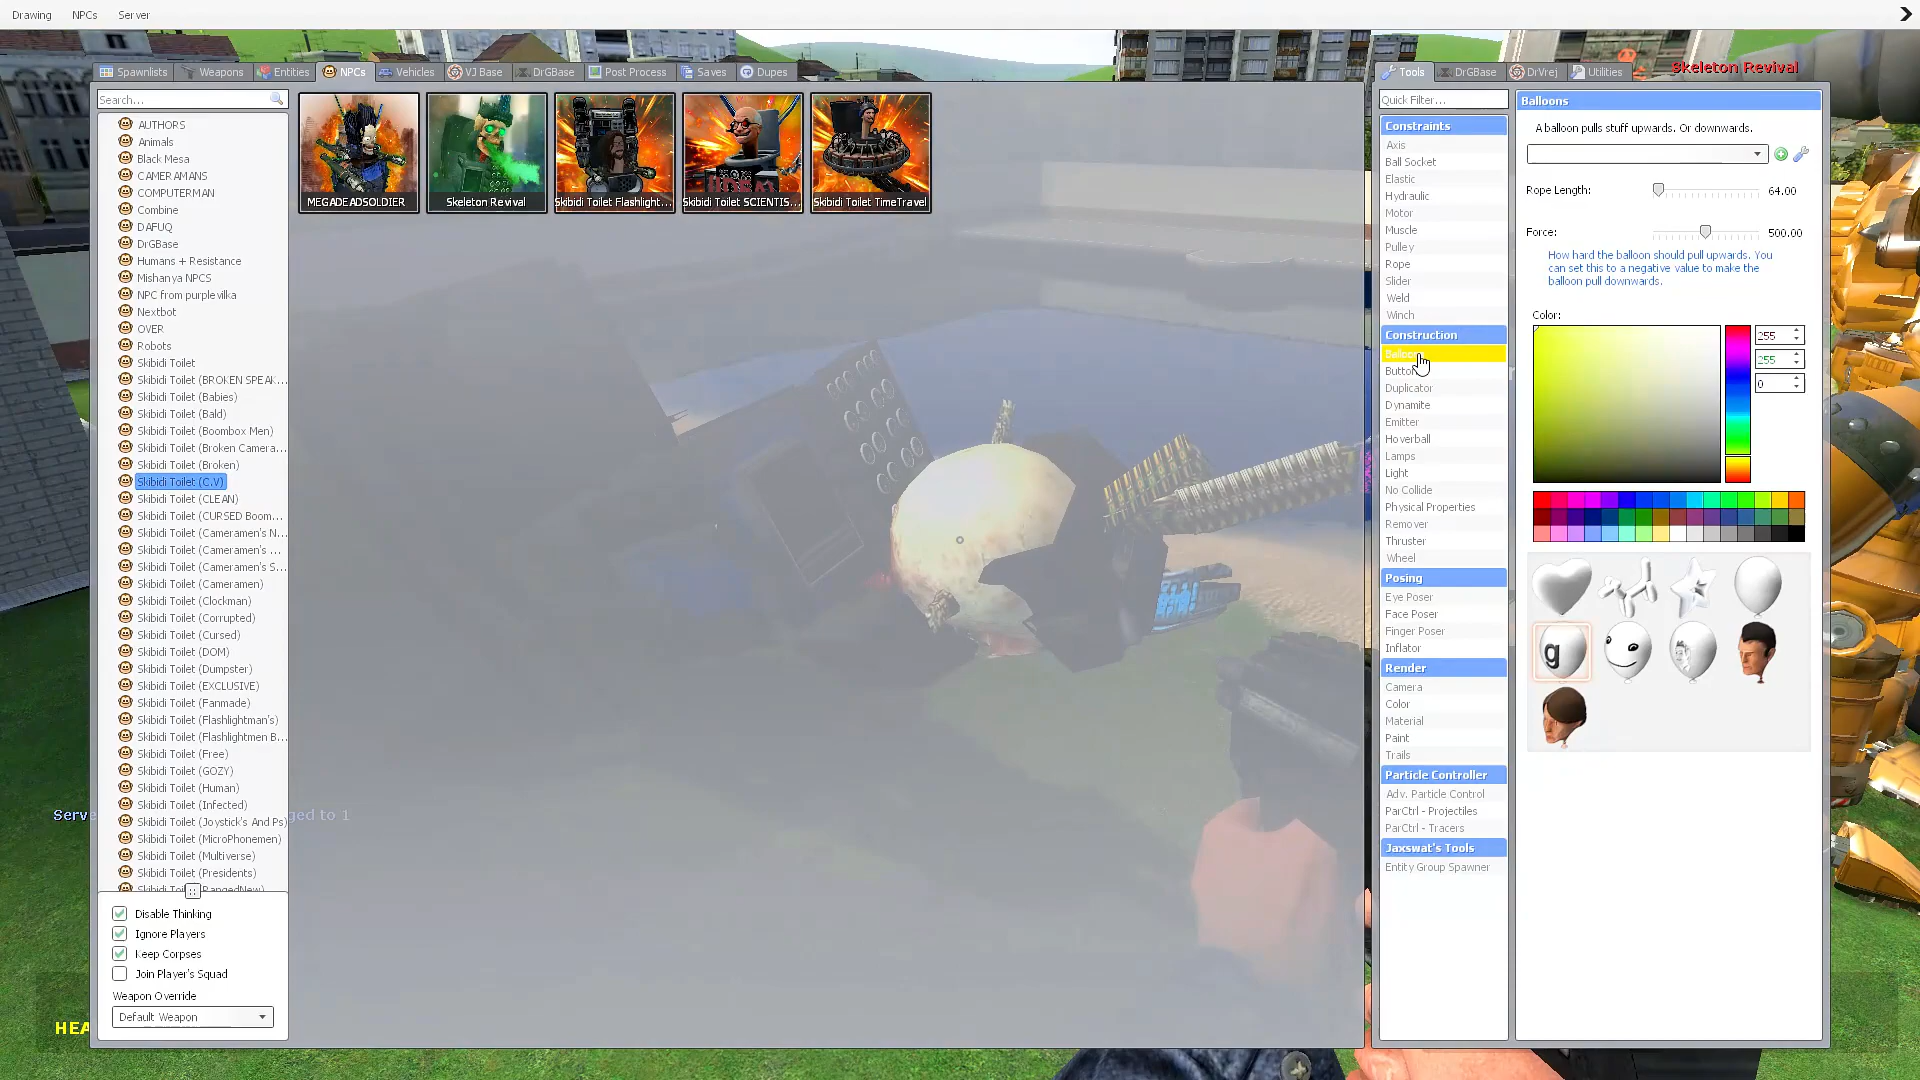 Drawing NPCs Server
Skeleton Revival
Spawnlists Weapons Entities NPCs Vehicles VJ Base DrGBase Post Process Saves Dupes
Search...
AUTHORS
Animals
Black Mesa
CAMERAMANS
COMPUTERMAN
Combine
DAFUQ
DrGBase
Humans + Resistance
Mishanya NPCS
NPC from purplevilka
Nextbot
OVER
Robots
Skibidi Toilet
Skibidi Toilet (BROKEN SPEAK...
Skibidi Toilet (Babies)
Skibidi Toilet (Bald)
Skibidi Toilet (Boombox Men)
Skibidi Toilet (Broken Camera...
Skibidi Toilet (Broken)
Skibidi Toilet (C.V)
Skibidi Toilet (CLEAN)
Skibidi Toilet (CURSED Boom...
Skibidi Toilet (Cameramen's N...
Skibidi Toilet (Cameramen's ...
Skibidi Toilet (Cameramen's S...
Skibidi Toilet (Cameramen)
Skibidi Toilet (Clockman)
Skibidi Toilet (Corrupted)
Skibidi Toilet (Cursed)
Skibidi Toilet (DOM)
Skibidi Toilet (Dumpster)
Skibidi Toilet (EXCLUSIVE)
Skibidi Toilet (Fanmade)
Skibidi Toilet (Flashlightman's)
Skibidi Toilet (Flashlightmen B...
Skibidi Toilet (Free)
Skibidi Toilet (GOZY)
Skibidi Toilet (Human)
Skibidi Toilet (Infected)
Skibidi Toilet (Joystick's And Ps)
Skibidi Toilet (MicroPhonemen)
Skibidi Toilet (Multiverse)
Skibidi Toilet (Presidents)
Disable Thinking
Ignore Players
Keep Corpses
Join Player's Squad
Weapon Override
Default Weapon
MEGADEADSOLDIER
Skeleton Revival
Skibidi Toilet Flashlight...
Skibidi Toilet SCIENTIS...
Skibidi Toilet TimeTravel
Serve ged to 1
HEA
Tools DrGBase DrVrej Utilities
Quick Filter...
Constraints
Axis
Ball Socket
Elastic
Hydraulic
Motor
Muscle
Pulley
Rope
Slider
Weld
Winch
Construction
Balloons
Button
Duplicator
Dynamite
Emitter
Hoverball
Lamps
Light
No Collide
Physical Properties
Remover
Thruster
Wheel
Posing
Eye Poser
Face Poser
Finger Poser
Inflator
Render
Camera
Color
Material
Paint
Trails
Particle Controller
Adv. Particle Control
ParCtrl - Projectiles
ParCtrl - Tracers
Jaxswat's Tools
Entity Group Spawner
Balloons
A balloon pulls stuff upwards. Or downwards.
Rope Length: 64.00
Force: 500.00
How hard the balloon should pull upwards. You
can set this to a negative value to make the
balloon pull downwards.
Color:
255
255
0
g